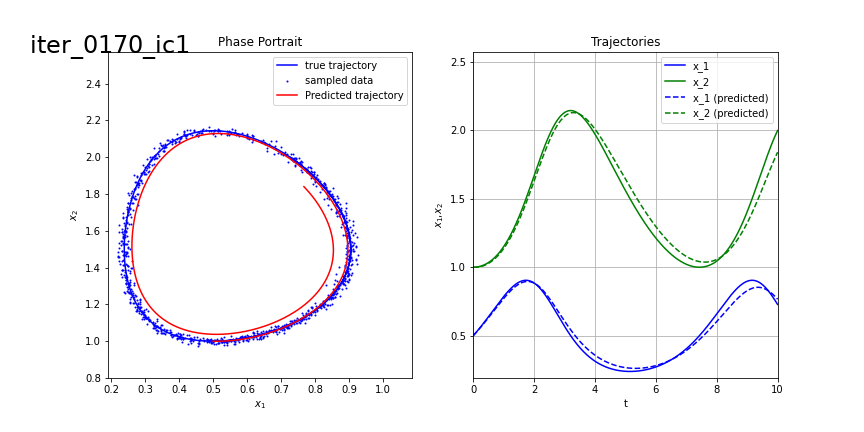 iter_0170_ic1
Phase Portrait
true trajectory
sampled data
Predicted trajectory
2.4
2.2
2.0
1.8
1.6
1.4
1.2
1.0
0.8
x_2
0.2 0.3 0.4 0.5 0.6 0.7 0.8 0.9 1.0
x_1
Trajectories
x_1
x_2
x_1 (predicted)
x_2 (predicted)
2.5
2.0
1.5
1.0
0.5
x_1,x_2
0 2 4 6 8 10
t